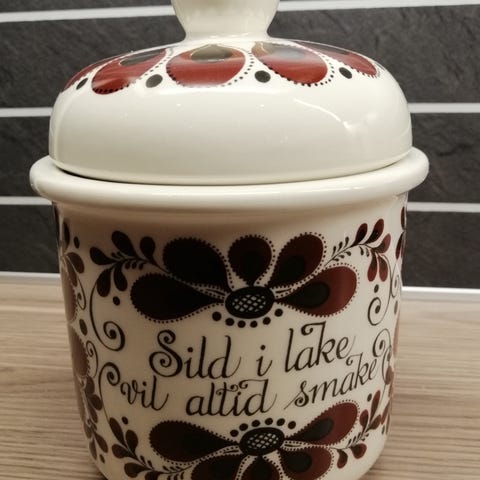 Sild i lake
vil altid smake